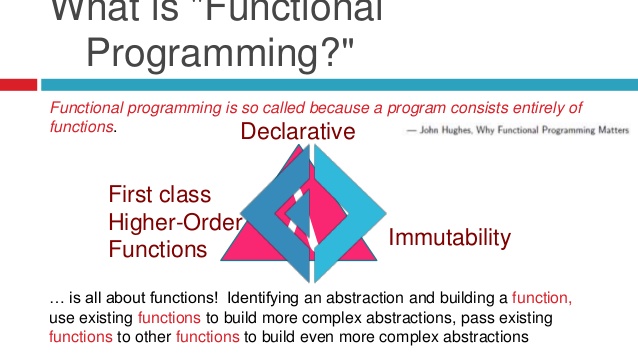 What is "Functional
Programming?"
Functional programming is so called because a program consists entirely of
functions.
— John Hughes, Why Functional Programming Matters
Declarative
First class
Higher-Order
Functions
Immutability
… is all about functions! Identifying an abstraction and building a function,
use existing functions to build more complex abstractions, pass existing
functions to other functions to build even more complex abstractions